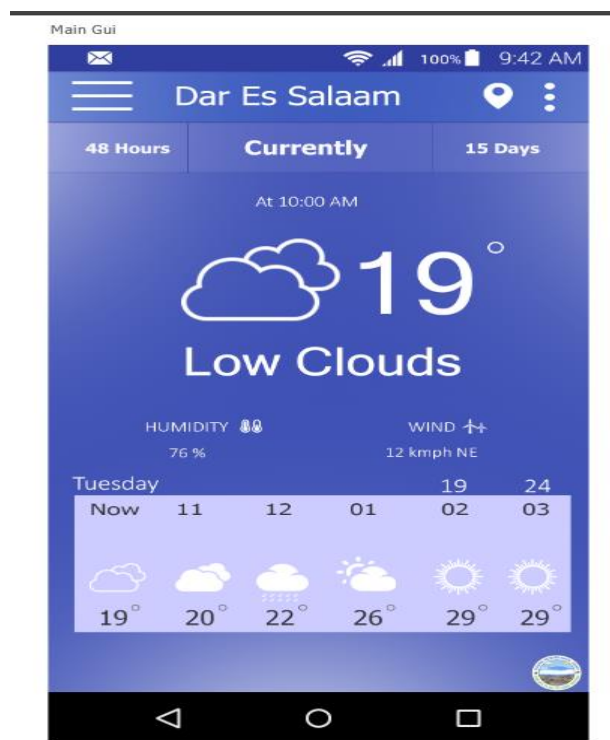 Main Gui
100% 9:42 AM
Dar Es Salaam
48 Hours Currently 15 Days
At 10:00 AM
19°
Low Clouds
HUMIDITY WIND
76 % 12 kmph NE
Tuesday 19 24
Now 11 12 01 02 03
19° 20° 22° 26° 29° 29°